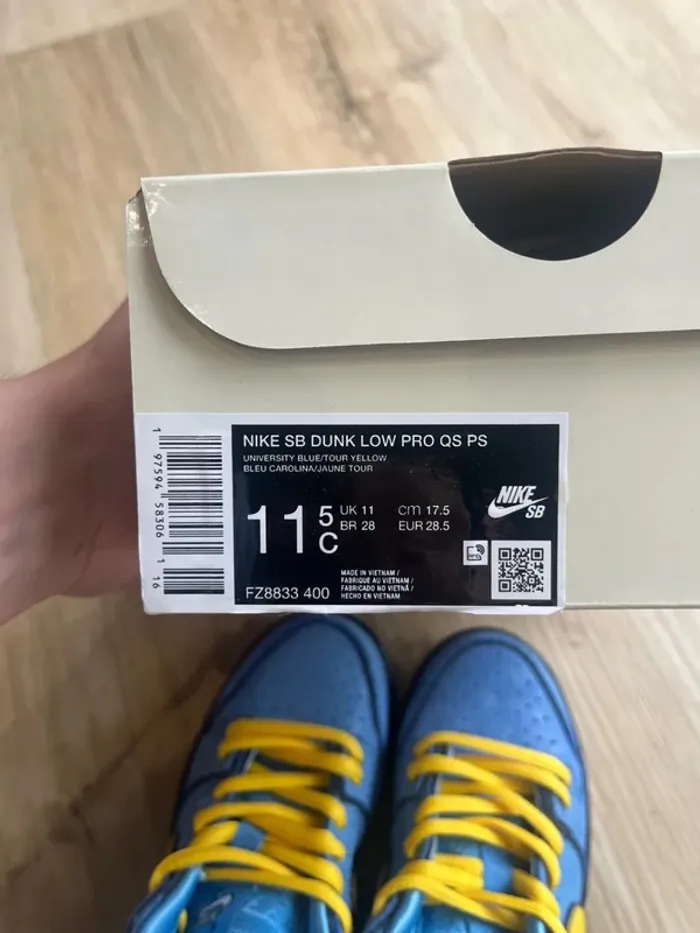 NIKE SB DUNK LOW PRO QS PS
UNIVERSITY BLUE/TOUR YELLOW
BLEU CAROLINA/JAUNE TOUR
11 5 C
UK 11 cm 17.5
BR 28 EUR 28.5
NIKE
SB
MADE IN VIETNAM /
FABRIQUÉ AU VIETNAM /
FABRICADO NO VIETNÃ /
HECHO EN VIETNAM
FZ8833 400
1 97594 58306 1 16